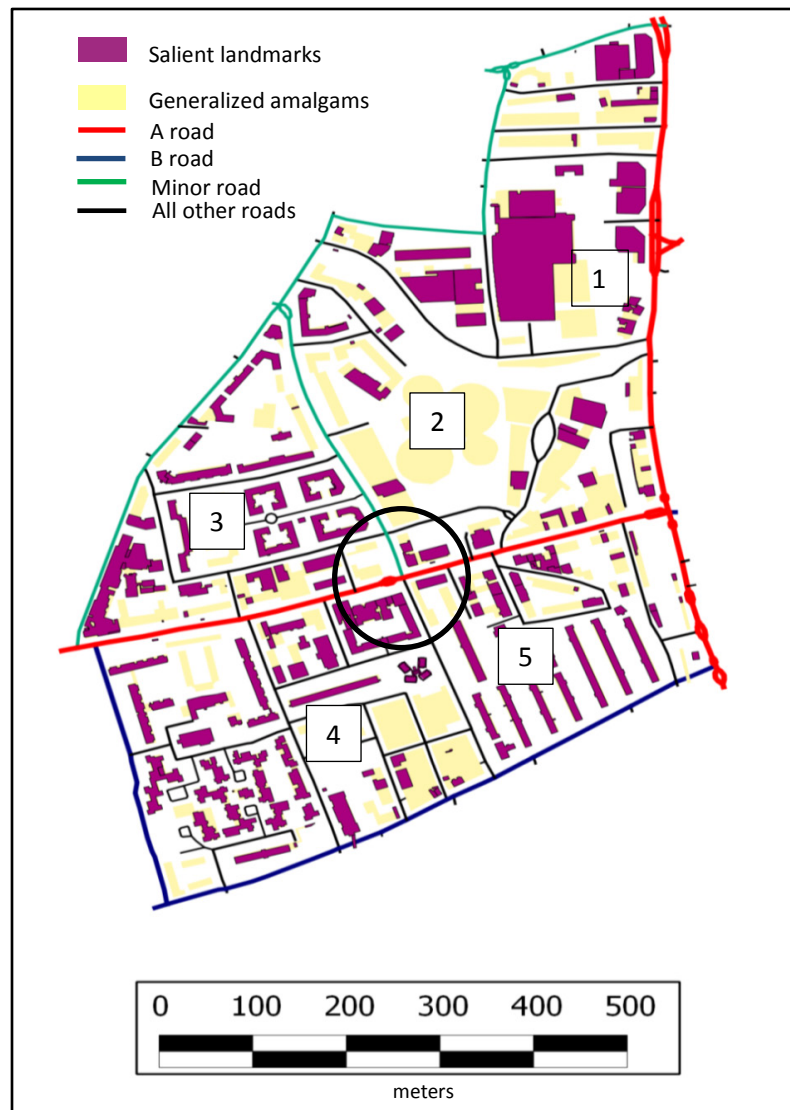 Salient landmarks
Generalized amalgams
A road
B road
Minor road
All other roads
1
2
3
5
4
0 100 200 300 400 500
meters